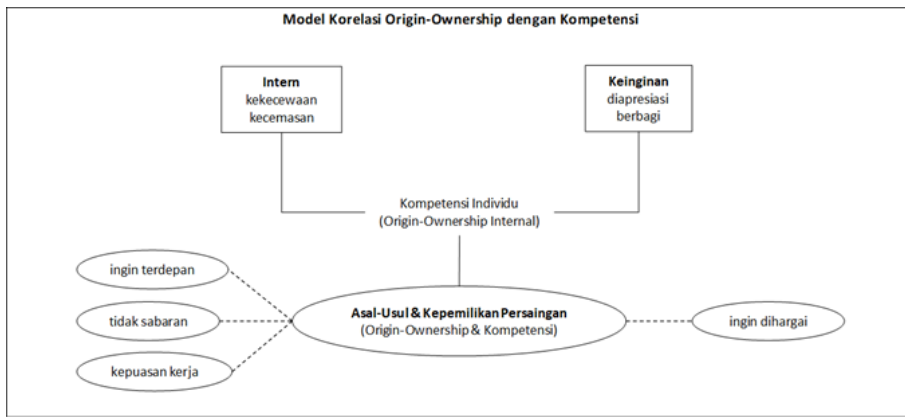 Model Korelasi Origin-Ownership dengan Kompetensi
Intern
kekecewaan
kecemasan
Keinginan
diapresiasi
berbagi
Kompetensi Individu
(Origin-Ownership Internal)
ingin terdepan
tidak sabaran
kepuasan kerja
Asal-Usul & Kepemilikan Persaingan
(Origin-Ownership & Kompetensi)
ingin dihargai